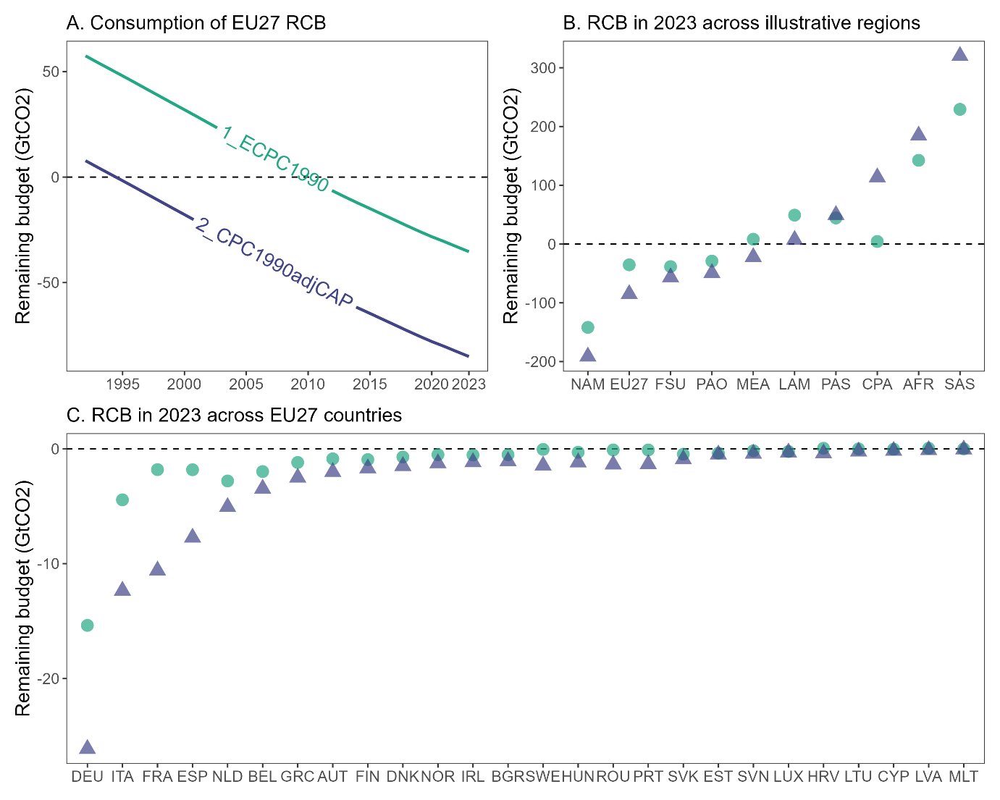 A. Consumption of EU27 RCB
Remaining budget (GtCO2)
50
0
-50
1_ECPC1990
2_CPC1990adjCAP
1995 2000 2005 2010 2015 2020 2023
B. RCB in 2023 across illustrative regions
Remaining budget (GtCO2)
300
200
100
0
-100
-200
NAM EU27 FSU PAO MEA LAM PAS CPA AFR SAS
C. RCB in 2023 across EU27 countries
Remaining budget (GtCO2)
0
-10
-20
DEU ITA FRA ESP NLD BEL GRC AUT FIN DNK NOR IRL BGR SWE HUN ROU PRT SVK EST SVN LUX HRV LTU CYP LVA MLT